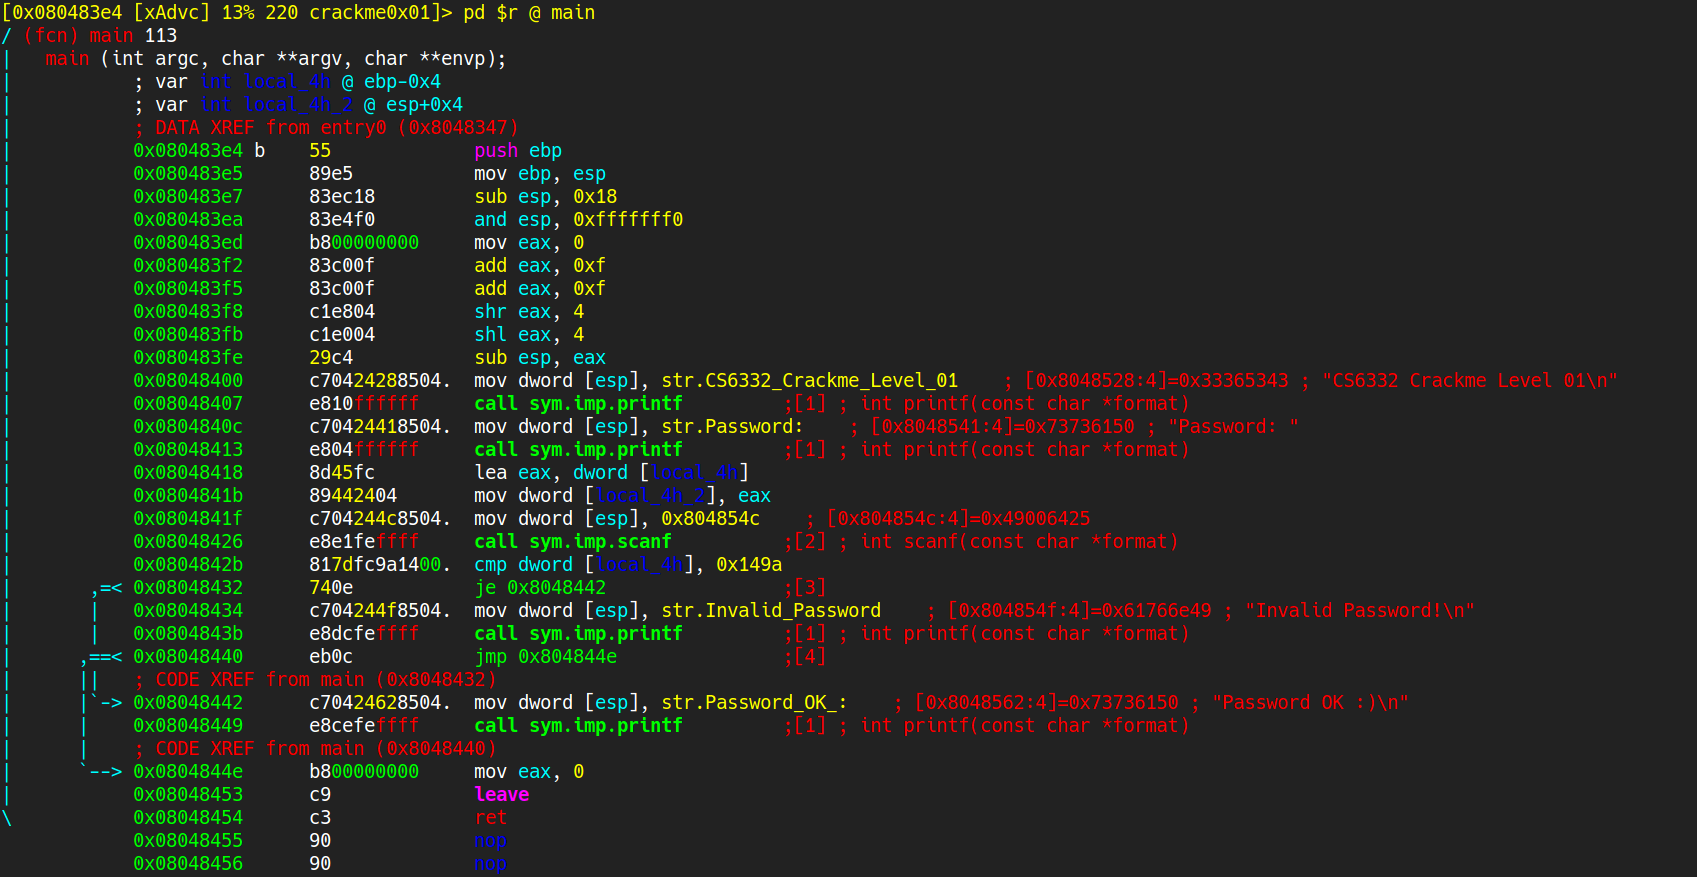 [0x080483e4 [xAdvc] 13% 220 crackme0x01]> pd $r @ main
/ (fcn) main 113
|   main (int argc, char **argv, char **envp);
|           ; var int local_4h @ ebp-0x4
|           ; var int local_4h_2 @ esp+0x4
|           ; DATA XREF from entry0 (0x8048347)
|           0x080483e4 b    55             push ebp
|           0x080483e5      89e5           mov ebp, esp
|           0x080483e7      83ec18         sub esp, 0x18
|           0x080483ea      83e4f0         and esp, 0xfffffff0
|           0x080483ed      b800000000     mov eax, 0
|           0x080483f2      83c00f         add eax, 0xf
|           0x080483f5      83c00f         add eax, 0xf
|           0x080483f8      c1e804         shr eax, 4
|           0x080483fb      c1e004         shl eax, 4
|           0x080483fe      29c4           sub esp, eax
|           0x08048400      c70424288504.  mov dword [esp], str.CS6332_Crackme_Level_01    ; [0x8048528:4]=0x33365343 ; "CS6332 Crackme Level 01\n"
|           0x08048407      e810ffffff     call sym.imp.printf         ;[1] ; int printf(const char *format)
|           0x0804840c      c70424418504.  mov dword [esp], str.Password:    ; [0x8048541:4]=0x73736150 ; "Password: "
|           0x08048413      e804ffffff     call sym.imp.printf         ;[1] ; int printf(const char *format)
|           0x08048418      8d45fc         lea eax, dword [local_4h]
|           0x0804841b      89442404       mov dword [local_4h_2], eax
|           0x0804841f      c704244c8504.  mov dword [esp], 0x804854c    ; [0x804854c:4]=0x49006425
|           0x08048426      e8e1feffff     call sym.imp.scanf          ;[2] ; int scanf(const char *format)
|           0x0804842b      817dfc9a1400.  cmp dword [local_4h], 0x149a
|       ,=< 0x08048432      740e           je 0x8048442                ;[3]
|       |   0x08048434      c704244f8504.  mov dword [esp], str.Invalid_Password    ; [0x804854f:4]=0x61766e49 ; "Invalid Password!\n"
|       |   0x0804843b      e8dcfeffff     call sym.imp.printf         ;[1] ; int printf(const char *format)
|      ,==< 0x08048440      eb0c           jmp 0x804844e               ;[4]
|      ||   ; CODE XREF from main (0x8048432)
|      |`-> 0x08048442      c70424628504.  mov dword [esp], str.Password_OK_:    ; [0x8048562:4]=0x73736150 ; "Password OK :)\n"
|      |    0x08048449      e8cefeffff     call sym.imp.printf         ;[1] ; int printf(const char *format)
|      |    ; CODE XREF from main (0x8048440)
|      `--> 0x0804844e      b800000000     mov eax, 0
|           0x08048453      c9             leave
\           0x08048454      c3             ret
            0x08048455      90             nop
            0x08048456      90             nop